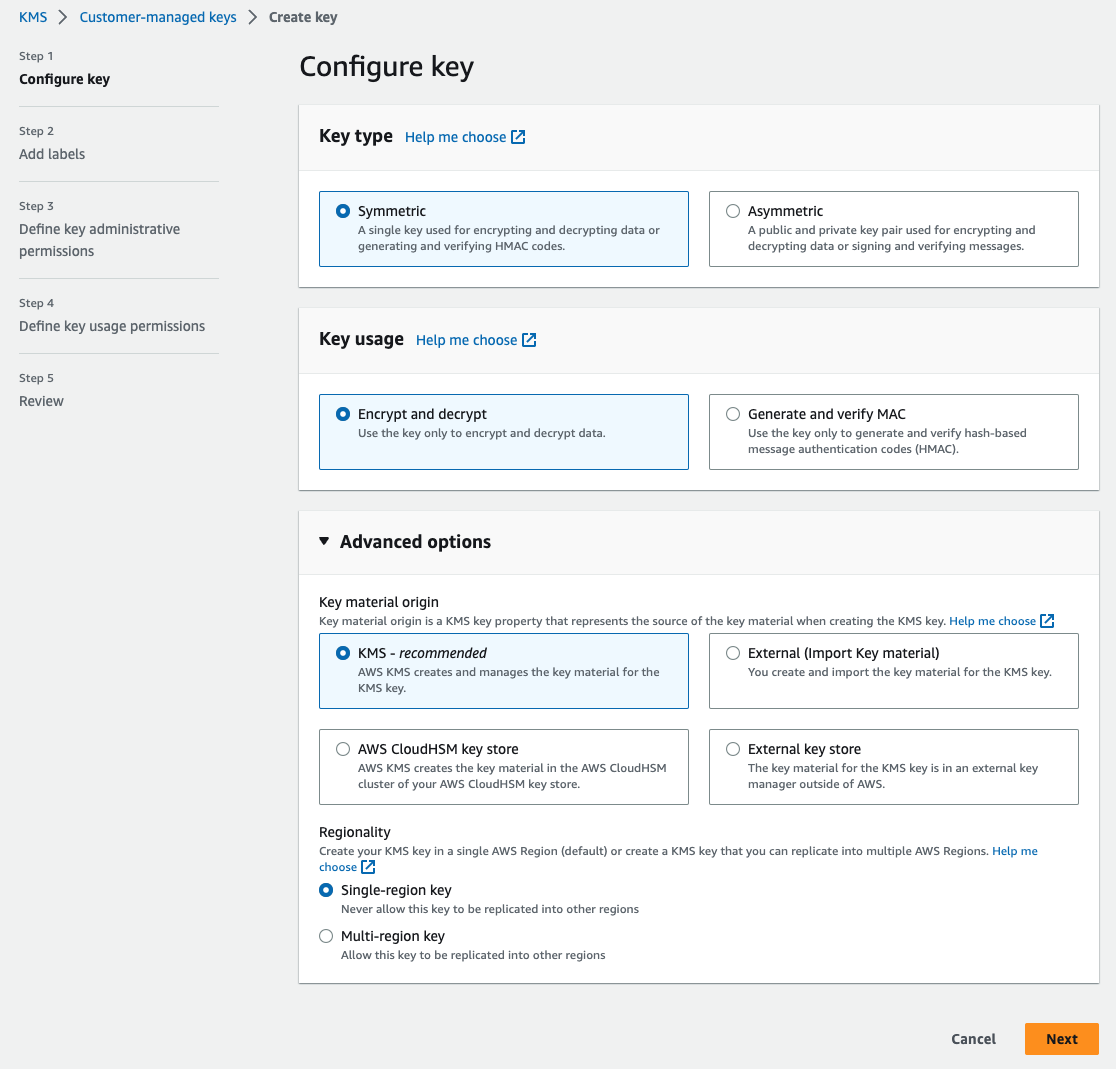 KMS > Customer-managed keys > Create key
Step 1
Configure key
Step 2
Add labels
Step 3
Define key administrative
permissions
Step 4
Define key usage permissions
Step 5
Review
Configure key
Key type Help me choose
Symmetric
A single key used for encrypting and decrypting data or
generating and verifying HMAC codes.
Asymmetric
A public and private key pair used for encrypting and
decrypting data or signing and verifying messages.
Key usage Help me choose
Encrypt and decrypt
Use the key only to encrypt and decrypt data.
Generate and verify MAC
Use the key only to generate and verify hash-based
message authentication codes (HMAC).
Advanced options
Key material origin
Key material origin is a KMS key property that represents the source of the key material when creating the KMS key. Help me choose
KMS - recommended
AWS KMS creates and manages the key material for the
KMS key.
External (Import Key material)
You create and import the key material for the KMS key.
AWS CloudHSM key store
AWS KMS creates the key material in the AWS CloudHSM
cluster of your AWS CloudHSM key store.
External key store
The key material for the KMS key is in an external key
manager outside of AWS.
Regionality
Create your KMS key in a single AWS Region (default) or create a KMS key that you can replicate into multiple AWS Regions. Help me
choose
Single-region key
Never allow this key to be replicated into other regions
Multi-region key
Allow this key to be replicated into other regions
Cancel
Next